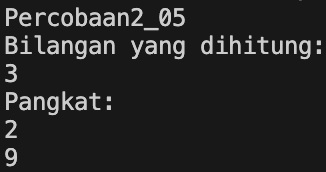 Percobaan2_05
Bilangan yang dihitung:
3
Pangkat:
2
9